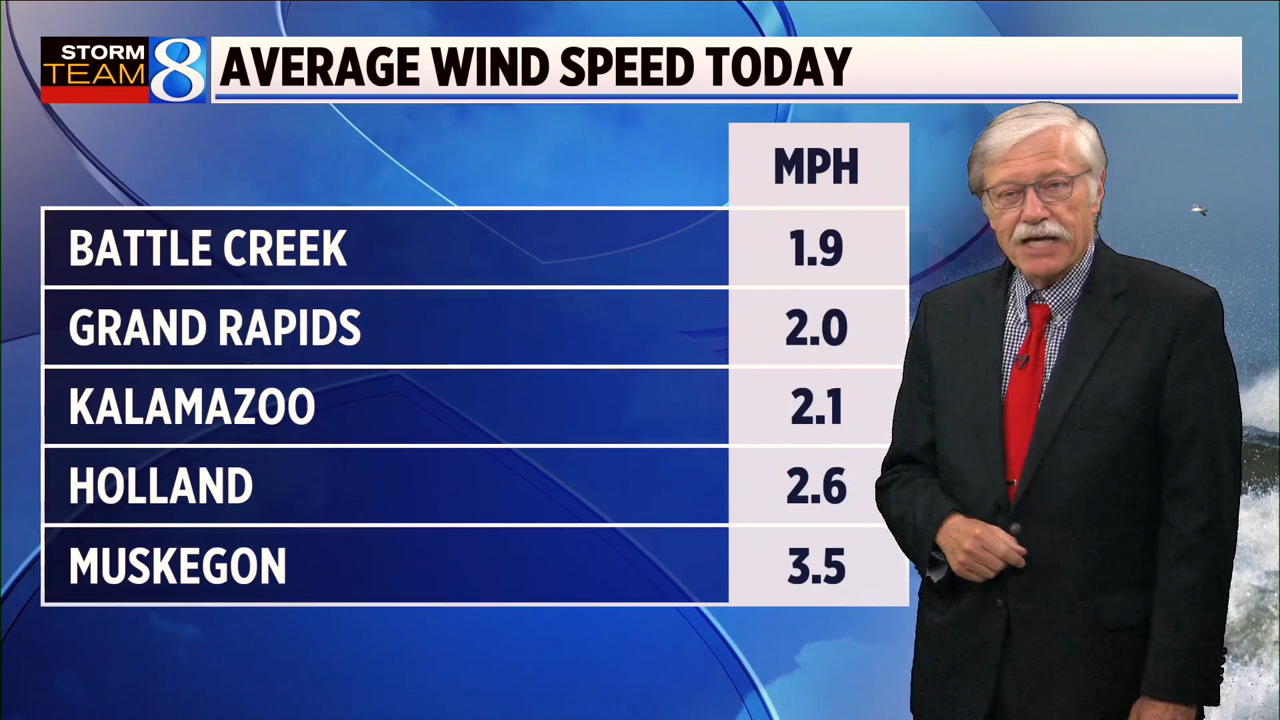 STORM
TEAM 8
AVERAGE WIND SPEED TODAY
MPH
BATTLE CREEK 1.9
GRAND RAPIDS 2.0
KALAMAZOO 2.1
HOLLAND 2.6
MUSKEGON 3.5